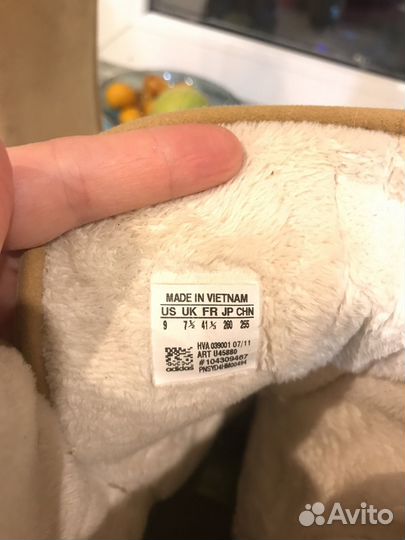 MADE IN VIETNAM
US UK FR JP CHN
9 7½ 41⅓ 260 255
HVA 039001 07/11
ART U45880
#104309467
adidas
Avito